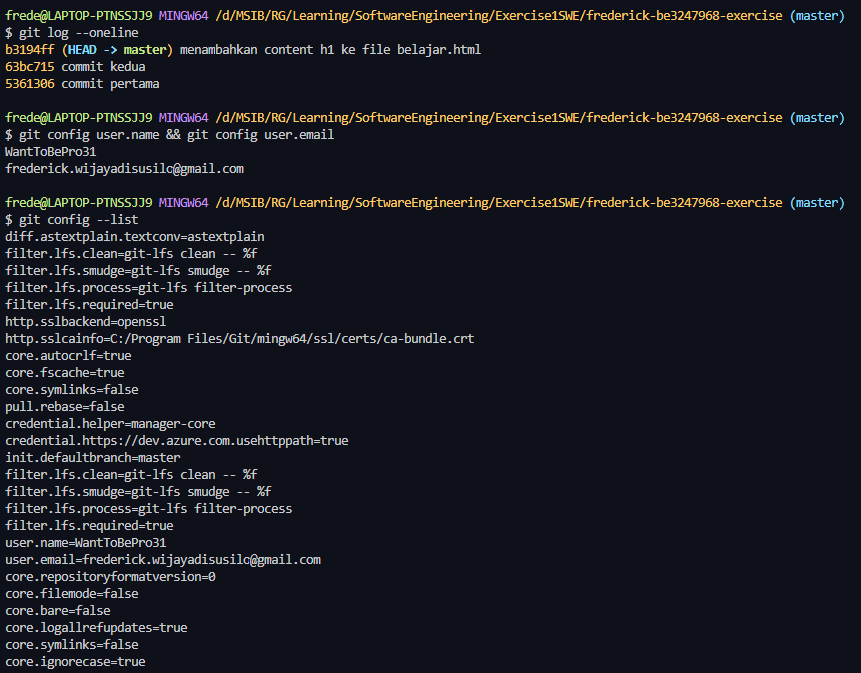 frede@LAPTOP-PTNSSJJ9 MINGW64 /d/MSIB/RG/Learning/SoftwareEngineering/Exercise1SWE/frederick-be3247968-exercise (master)
$ git log --oneline
b3194ff (HEAD -> master) menambahkan content h1 ke file belajar.html
63bc715 commit kedua
5361306 commit pertama
frede@LAPTOP-PTNSSJJ9 MINGW64 /d/MSIB/RG/Learning/SoftwareEngineering/Exercise1SWE/frederick-be3247968-exercise (master)
$ git config user.name && git config user.email
WantToBePro31
frederick.wijayadisusilo@gmail.com
frede@LAPTOP-PTNSSJJ9 MINGW64 /d/MSIB/RG/Learning/SoftwareEngineering/Exercise1SWE/frederick-be3247968-exercise (master)
$ git config --list
diff.astextplain.textconv=astextplain
filter.lfs.clean=git-lfs clean -- %f
filter.lfs.smudge=git-lfs smudge -- %f
filter.lfs.process=git-lfs filter-process
filter.lfs.required=true
http.sslbackend=openssl
http.sslcainfo=C:/Program Files/Git/mingw64/ssl/certs/ca-bundle.crt
core.autocrlf=true
core.fscache=true
core.symlinks=false
pull.rebase=false
credential.helper=manager-core
credential.https://dev.azure.com.usehttppath=true
init.defaultbranch=master
filter.lfs.clean=git-lfs clean -- %f
filter.lfs.smudge=git-lfs smudge -- %f
filter.lfs.process=git-lfs filter-process
filter.lfs.required=true
user.name=WantToBePro31
user.email=frederick.wijayadisusilo@gmail.com
core.repositoryformatversion=0
core.filemode=false
core.bare=false
core.logallrefupdates=true
core.symlinks=false
core.ignorecase=true